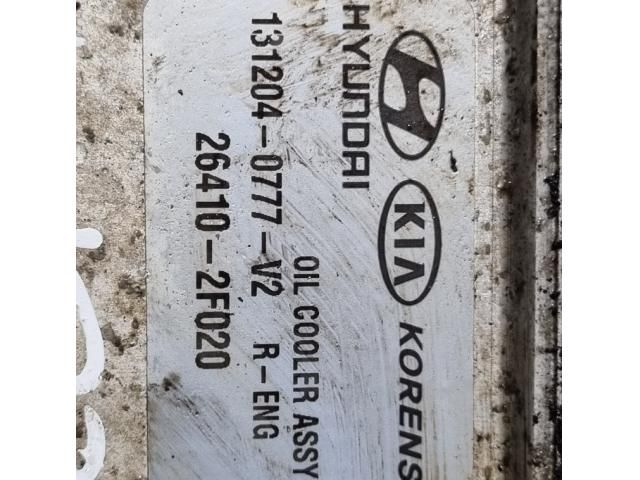 KIA KORENS
HYUNDAI
OIL COOLER ASSY
131204-0777-V2 R-ENG
26410-2F020